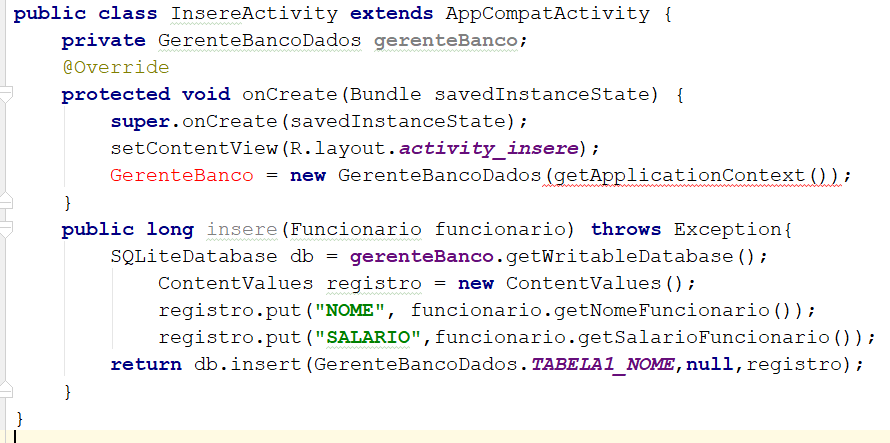 public class InsereActivity extends AppCompatActivity {
    private GerenteBancoDados gerenteBanco;
    @Override
    protected void onCreate(Bundle savedInstanceState) {
        super.onCreate(savedInstanceState);
        setContentView(R.layout.activity_insere);
        GerenteBanco = new GerenteBancoDados(getApplicationContext());
    }
    public long insere(Funcionario funcionario) throws Exception{
        SQLiteDatabase db = gerenteBanco.getWritableDatabase();
            ContentValues registro = new ContentValues();
            registro.put("NOME", funcionario.getNomeFuncionario());
            registro.put("SALARIO",funcionario.getSalarioFuncionario());
        return db.insert(GerenteBancoDados.TABELA1_NOME,null,registro);
    }
}